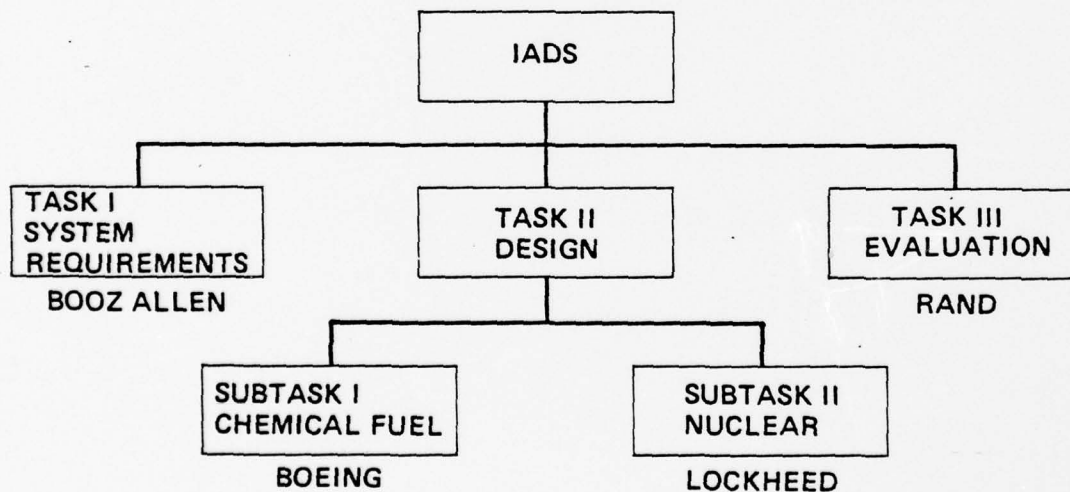 IADS
TASK I
SYSTEM
REQUIREMENTS
BOOZ ALLEN
TASK II
DESIGN
TASK III
EVALUATION
RAND
SUBTASK I
CHEMICAL FUEL
BOEING
SUBTASK II
NUCLEAR
LOCKHEED